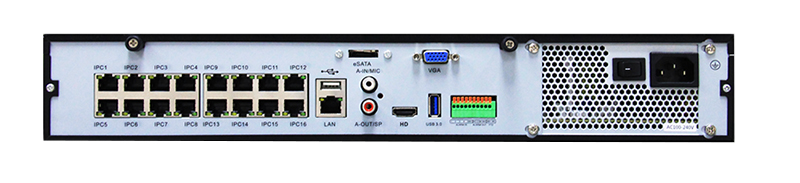 IPC1 IPC2 IPC3 IPC4 IPC9 IPC10 IPC11 IPC12
IPC5 IPC6 IPC7 IPC8 IPC13 IPC14 IPC15 IPC16
LAN
eSATA
A-IN/MIC
A-OUT/SP
VGA
HD
USB 3.0
AC100-240V